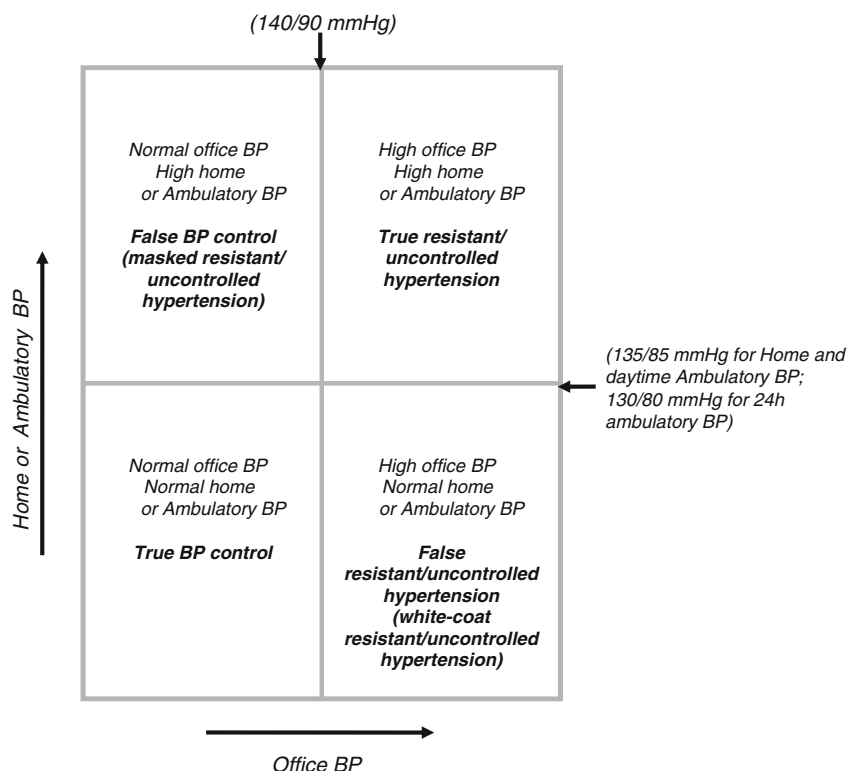 (140/90 mmHg)
Normal office BP
High home
or Ambulatory BP
False BP control
(masked resistant/
uncontrolled
hypertension)
High office BP
High home
or Ambulatory BP
True resistant/
uncontrolled
hypertension
Home or Ambulatory BP
(135/85 mmHg for Home and
daytime Ambulatory BP;
130/80 mmHg for 24h
ambulatory BP)
Normal office BP
Normal home
or Ambulatory BP
True BP control
High office BP
Normal home
or Ambulatory BP
False
resistant/uncontrolled
hypertension
(white-coat
resistant/uncontrolled
hypertension)
Office BP